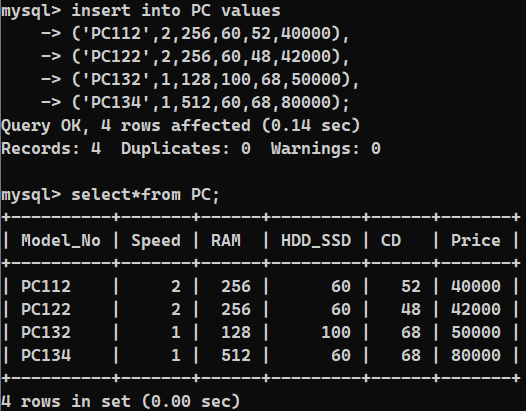 mysql> insert into PC values
    -> ('PC112',2,256,60,52,40000),
    -> ('PC122',2,256,60,48,42000),
    -> ('PC132',1,128,100,68,50000),
    -> ('PC134',1,512,60,68,80000);
Query OK, 4 rows affected (0.14 sec)
Records: 4  Duplicates: 0  Warnings: 0

mysql> select*from PC;
+----------+-------+------+---------+------+-------+
| Model_No | Speed | RAM  | HDD_SSD | CD   | Price |
+----------+-------+------+---------+------+-------+
| PC112    |     2 |  256 |      60 |   52 | 40000 |
| PC122    |     2 |  256 |      60 |   48 | 42000 |
| PC132    |     1 |  128 |     100 |   68 | 50000 |
| PC134    |     1 |  512 |      60 |   68 | 80000 |
+----------+-------+------+---------+------+-------+
4 rows in set (0.00 sec)